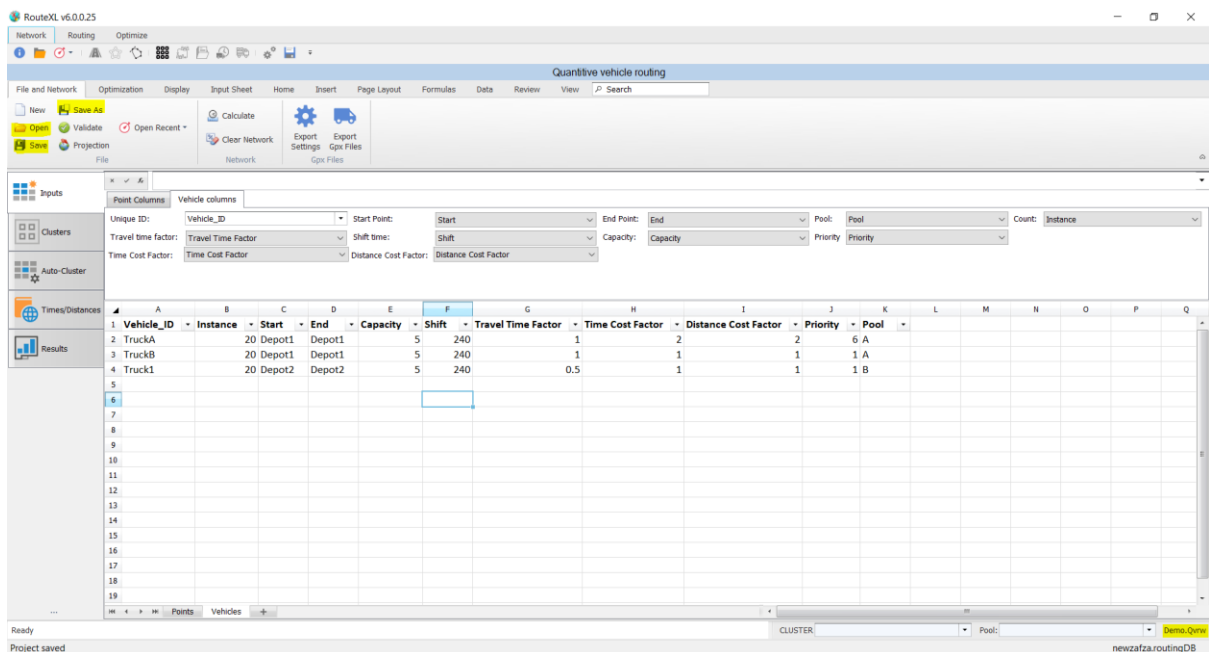 RouteXL v6.0.0.25
Network Routing Optimize
Quantitive vehicle routing
File and Network Optimization Display Input Sheet Home Insert Page Layout Formulas Data Review View Search
New Save As
Open Validate Open Recent
Save Projection
File
Calculate
Clear Network
Network
Export Settings
Export Gpx Files
Gpx Files
Inputs
Clusters
Auto-Cluster
Times/Distances
Results
...
fx
Point Columns Vehicle columns
Unique ID: Vehicle_ID Start Point: Start End Point: End Pool: Pool Count: Instance
Travel time factor: Travel Time Factor Shift time: Shift Capacity: Capacity Priority Priority
Time Cost Factor: Time Cost Factor Distance Cost Factor: Distance Cost Factor
A B C D E F G H I J K L M N O P Q
1 Vehicle_ID Instance Start End Capacity Shift Travel Time Factor Time Cost Factor Distance Cost Factor Priority Pool
2 TruckA 20 Depot1 Depot1 5 240 1 2 2 6 A
3 TruckB 20 Depot1 Depot1 5 240 1 1 1 1 A
4 Truck1 20 Depot2 Depot2 5 240 0.5 1 1 1 B
5
6
7
8
9
10
11
12
13
14
15
16
17
18
19
Points Vehicles +
Ready CLUSTER Pool: Demo.Qvrw
Project saved newzafza.routingDB